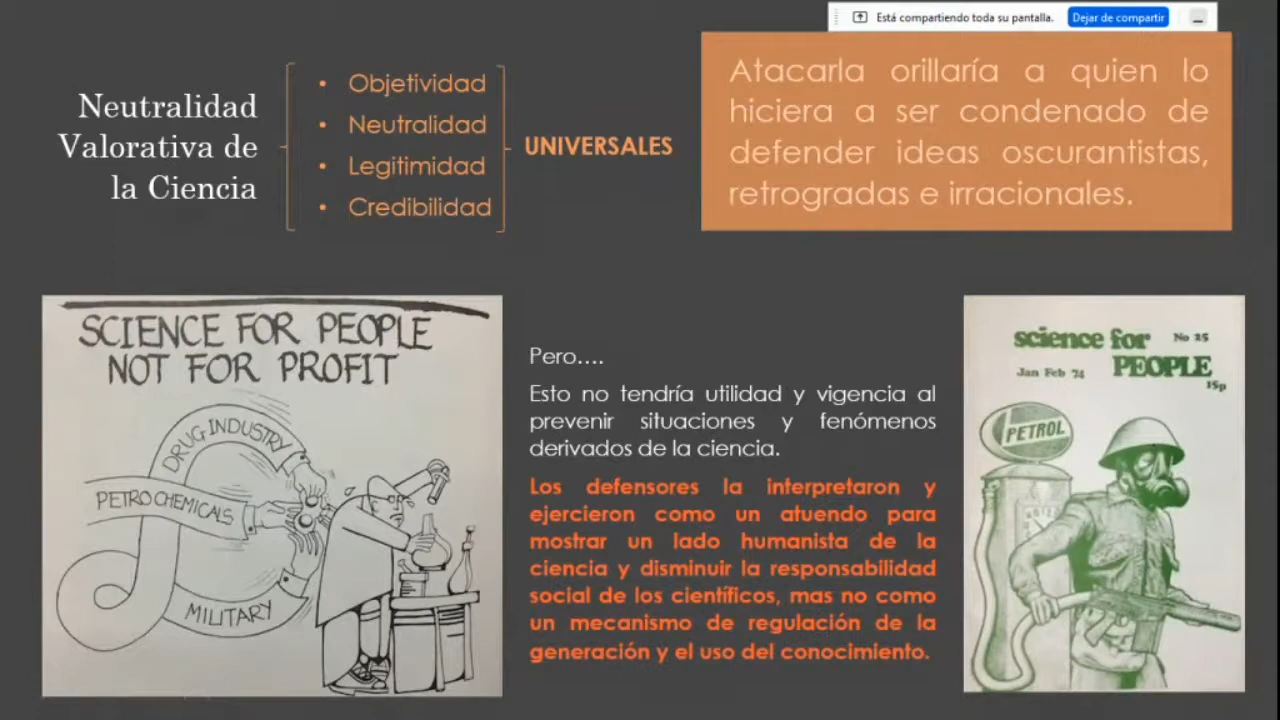 Está compartiendo toda su pantalla.
Dejar de compartir
Neutralidad
Valorativa de
la Ciencia
• Objetividad
• Neutralidad
• Legitimidad
• Credibilidad
UNIVERSALES
Atacarla orillaría a quien lo
hiciera a ser condenado de
defender ideas oscurantistas,
retrogradas e irracionales.
SCIENCE FOR PEOPLE
NOT FOR PROFIT
DRUG INDUSTRY
PETROCHEMICALS
MILITARY
Pero....
Esto no tendría utilidad y vigencia al
prevenir situaciones y fenómenos
derivados de la ciencia.
Los defensores la interpretaron y
ejercieron como un atuendo para
mostrar un lado humanista de la
ciencia y disminuir la responsabilidad
social de los científicos, mas no como
un mecanismo de regulación de la
generación y el uso del conocimiento.
science for No 25
Jan Feb 74 PEOPLE
15p
PETROL